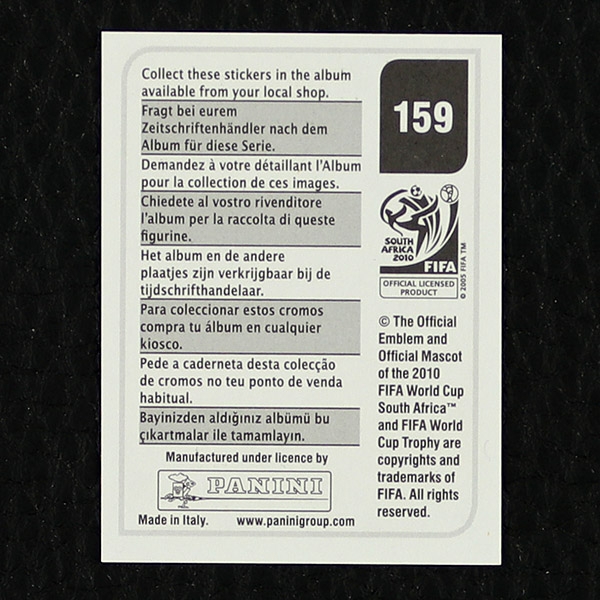 Collect these stickers in the album
available from your local shop.
Fragt bei eurem
Zeitschriftenhändler nach dem
Album für diese Serie.
Demandez à votre détaillant l'Album
pour la collection de ces images.
Chiedete al vostro rivenditore
l'album per la raccolta di queste
figurine.
Het album en de andere
plaatjes zijn verkrijgbaar bij de
tijdschrifthandelaar.
Para coleccionar estos cromos
compra tu álbum en cualquier
kiosco.
Pede a caderneta desta colecção
de cromos no teu ponto de venda
habitual.
Bayinizden aldığınız albümü bu
çıkartmalar ile tamamlayın.
Manufactured under licence by
PANINI
Made in Italy. www.paninigroup.com
159
SOUTH
AFRICA
2010
FIFA
OFFICIAL LICENSED
PRODUCT
© 2005 FIFA TM
© The Official
Emblem and
Official Mascot
of the 2010
FIFA World Cup
South Africa™
and FIFA World
Cup Trophy are
copyrights and
trademarks of
FIFA. All rights
reserved.